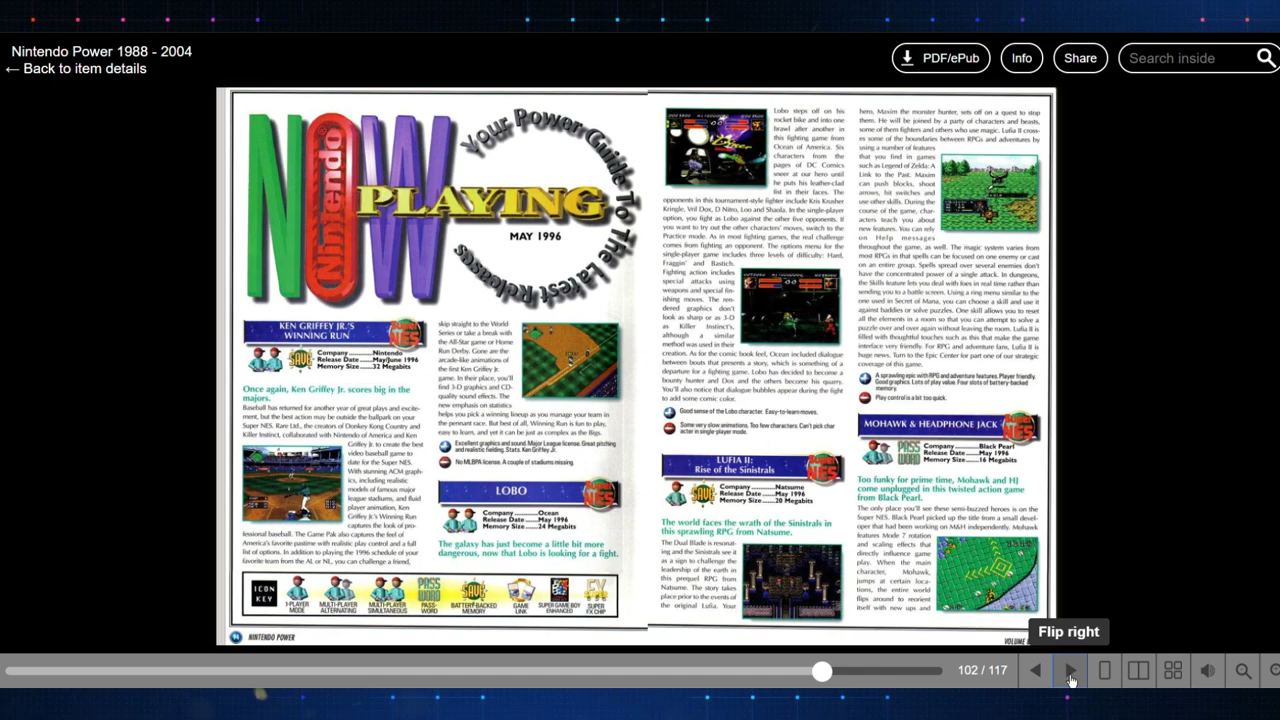 Nintendo Power 1988 - 2004
← Back to item details
PDF/ePub
Info
Share
Search inside
NOW
Nintendo
PLAYING
MAY 1996
Your Power Guide To The Latest Releases
KEN GRIFFEY JR.'S
WINNING RUN
Super NES
SAVE
Company ............Nintendo
Release Date .....May/June 1996
Memory Size.......32 Megabits
Once again, Ken Griffey Jr. scores big in the
majors.
Baseball has returned for another year of great plays and excite-
ment, but the best action may be outside the ballpark on your
Super NES. Rare Ltd., the creators of Donkey Kong Country and
Killer Instinct, collaborated with Nintendo of America and Ken
Griffey Jr. to create the best
video baseball game to
date for the Super NES.
With stunning ACM graph-
ics, including realistic
models of famous major
league stadiums, and fluid
player animation, Ken
Griffey Jr.'s Winning Run
captures the look of pro-
fessional baseball. The Game Pak also captures the feel of
America's favorite pastime with realistic play control and a full
list of options. In addition to playing the 1996 schedule of your
favorite team from the AL or NL, you can challenge a friend,
skip straight to the World
Series or take a break with
the All-Star game or Home
Run Derby. Gone are the
arcade-like animations of
the first Ken Griffey Jr.
game. In their place, you'll
find 3-D graphics and CD-
quality sound effects. The
new emphasis on statistics
helps you pick a winning lineup as you manage your team in
the pennant race. But best of all, Winning Run is fun to play,
easy to learn, and yet it can be just as complex as the Bigs.
Excellent graphics and sound. Major League license. Great pitching
and realistic fielding. Stats. Ken Griffey Jr.
No MLBPA license. A couple of stadiums missing.
LOBO
Super NES
Company ............Ocean
Release Date .....May 1996
Memory Size.......24 Megabits
The galaxy has just become a little bit more
dangerous, now that Lobo is looking for a fight.
ICON
KEY
1-PLAYER
MODE
MULTI-PLAYER
ALTERNATING
MULTI-PLAYER
SIMULTANEOUS
PASS
WORD
PASS-
WORD
SAVE
BATTERY-BACKED
MEMORY
GAME
LINK
SUPER GAME BOY
ENHANCED
FX
SUPER
FX CHIP
NINTENDO POWER
Lobo steps off on his
rocket bike and into one
brawl after another in
this fighting game from
Ocean of America. Six
characters from the
pages of DC Comics
sneer at our hero until
he puts his leather-clad
fist in their faces. The
opponents in this tournament-style fighter include Kris Krusher
Kringle, Vril Dox, D Nitro, Loo and Shaola. In the single-player
option, you fight as Lobo against the other five opponents. If
you want to try out the other characters' moves, switch to the
Practice mode. As in most fighting games, the real challenge
comes from fighting an opponent. The options menu for the
single-player game includes three levels of difficulty: Hard,
Fraggin' and Bastich.
Fighting action includes
special attacks using
weapons and special fin-
ishing moves. The ren-
dered graphics don't
look as sharp or as 3-D
as Killer Instinct's,
although a similar
method was used in their
creation. As for the comic book feel, Ocean included dialogue
between bouts that presents a story, which is something of a
departure for a fighting game. Lobo has decided to become a
bounty hunter and Dox and the others become his quarry.
You'll also notice that dialogue bubbles appear during the fight
to add some comic color.
Good sense of the Lobo character. Easy-to-learn moves.
Some very slow animations. Too few characters. Can't pick char
acter in single-player mode.
LUFIA II:
Rise of the Sinistrals
Super NES
SAVE
Company ............Natsume
Release Date .....May 1996
Memory Size.......20 Megabits
The world faces the wrath of the Sinistrals in
this sprawling RPG from Natsume.
The Dual Blade is resonat-
ing and the Sinistrals see it
as a sign to challenge the
leadership of the earth in
this prequel RPG from
Natsume. The story takes
place prior to the events of
the original Lufia. Your
hero, Maxim the monster hunter, sets off on a quest to stop
them. He will be joined by a party of characters and beasts,
some of them fighters and others who use magic. Lufia II cross-
es some of the boundaries between RPGs and adventures by
using a number of features
that you find in games
such as Legend of Zelda: A
Link to the Past. Maxim
can push blocks, shoot
arrows, hit switches and
use other skills. During the
course of the game, char-
acters teach you about
new features. You can rely
on Help messages
throughout the game, as well. The magic system varies from
most RPGs in that spells can be focused on one enemy or cast
on an entire group. Spells spread over several enemies don't
have the concentrated power of a single attack. In dungeons,
the Skills feature lets you deal with foes in real time rather than
sending you to a battle screen. Using a ring menu similar to the
one used in Secret of Mana, you can choose a skill and use it
against baddies or solve puzzles. One skill allows you to reset
all the elements in a room so that you can attempt to solve a
puzzle over and over again without leaving the room. Lufia II is
filled with thoughtful touches such as this that make the game
interface very friendly. For RPG and adventure fans, Lufia II is
huge news. Turn to the Epic Center for part one of our strategic
coverage of this game.
A sprawling epic with RPG and adventure features. Player friendly.
Good graphics. Lots of play value. Four slots of battery-backed
memory.
Play control is a bit too quick.
MOHAWK & HEADPHONE JACK
Super NES
PASS
WORD
Company ............Black Pearl
Release Date .....May 1996
Memory Size.......16 Megabits
Too funky for prime time, Mohawk and HJ
come unplugged in this twisted action game
from Black Pearl.
The only place you'll see these semi-buzzed heroes is on the
Super NES. Black Pearl picked up the title from a small devel-
oper that had been working on M&H independently. Mohawk
features Mode 7 rotation
and scaling effects that
directly influence game
play. When the main
character, Mohawk,
jumps at certain loca-
tions, the entire world
flips around to reorient
itself with new ups and
VOLUME
Flip right
102 / 117